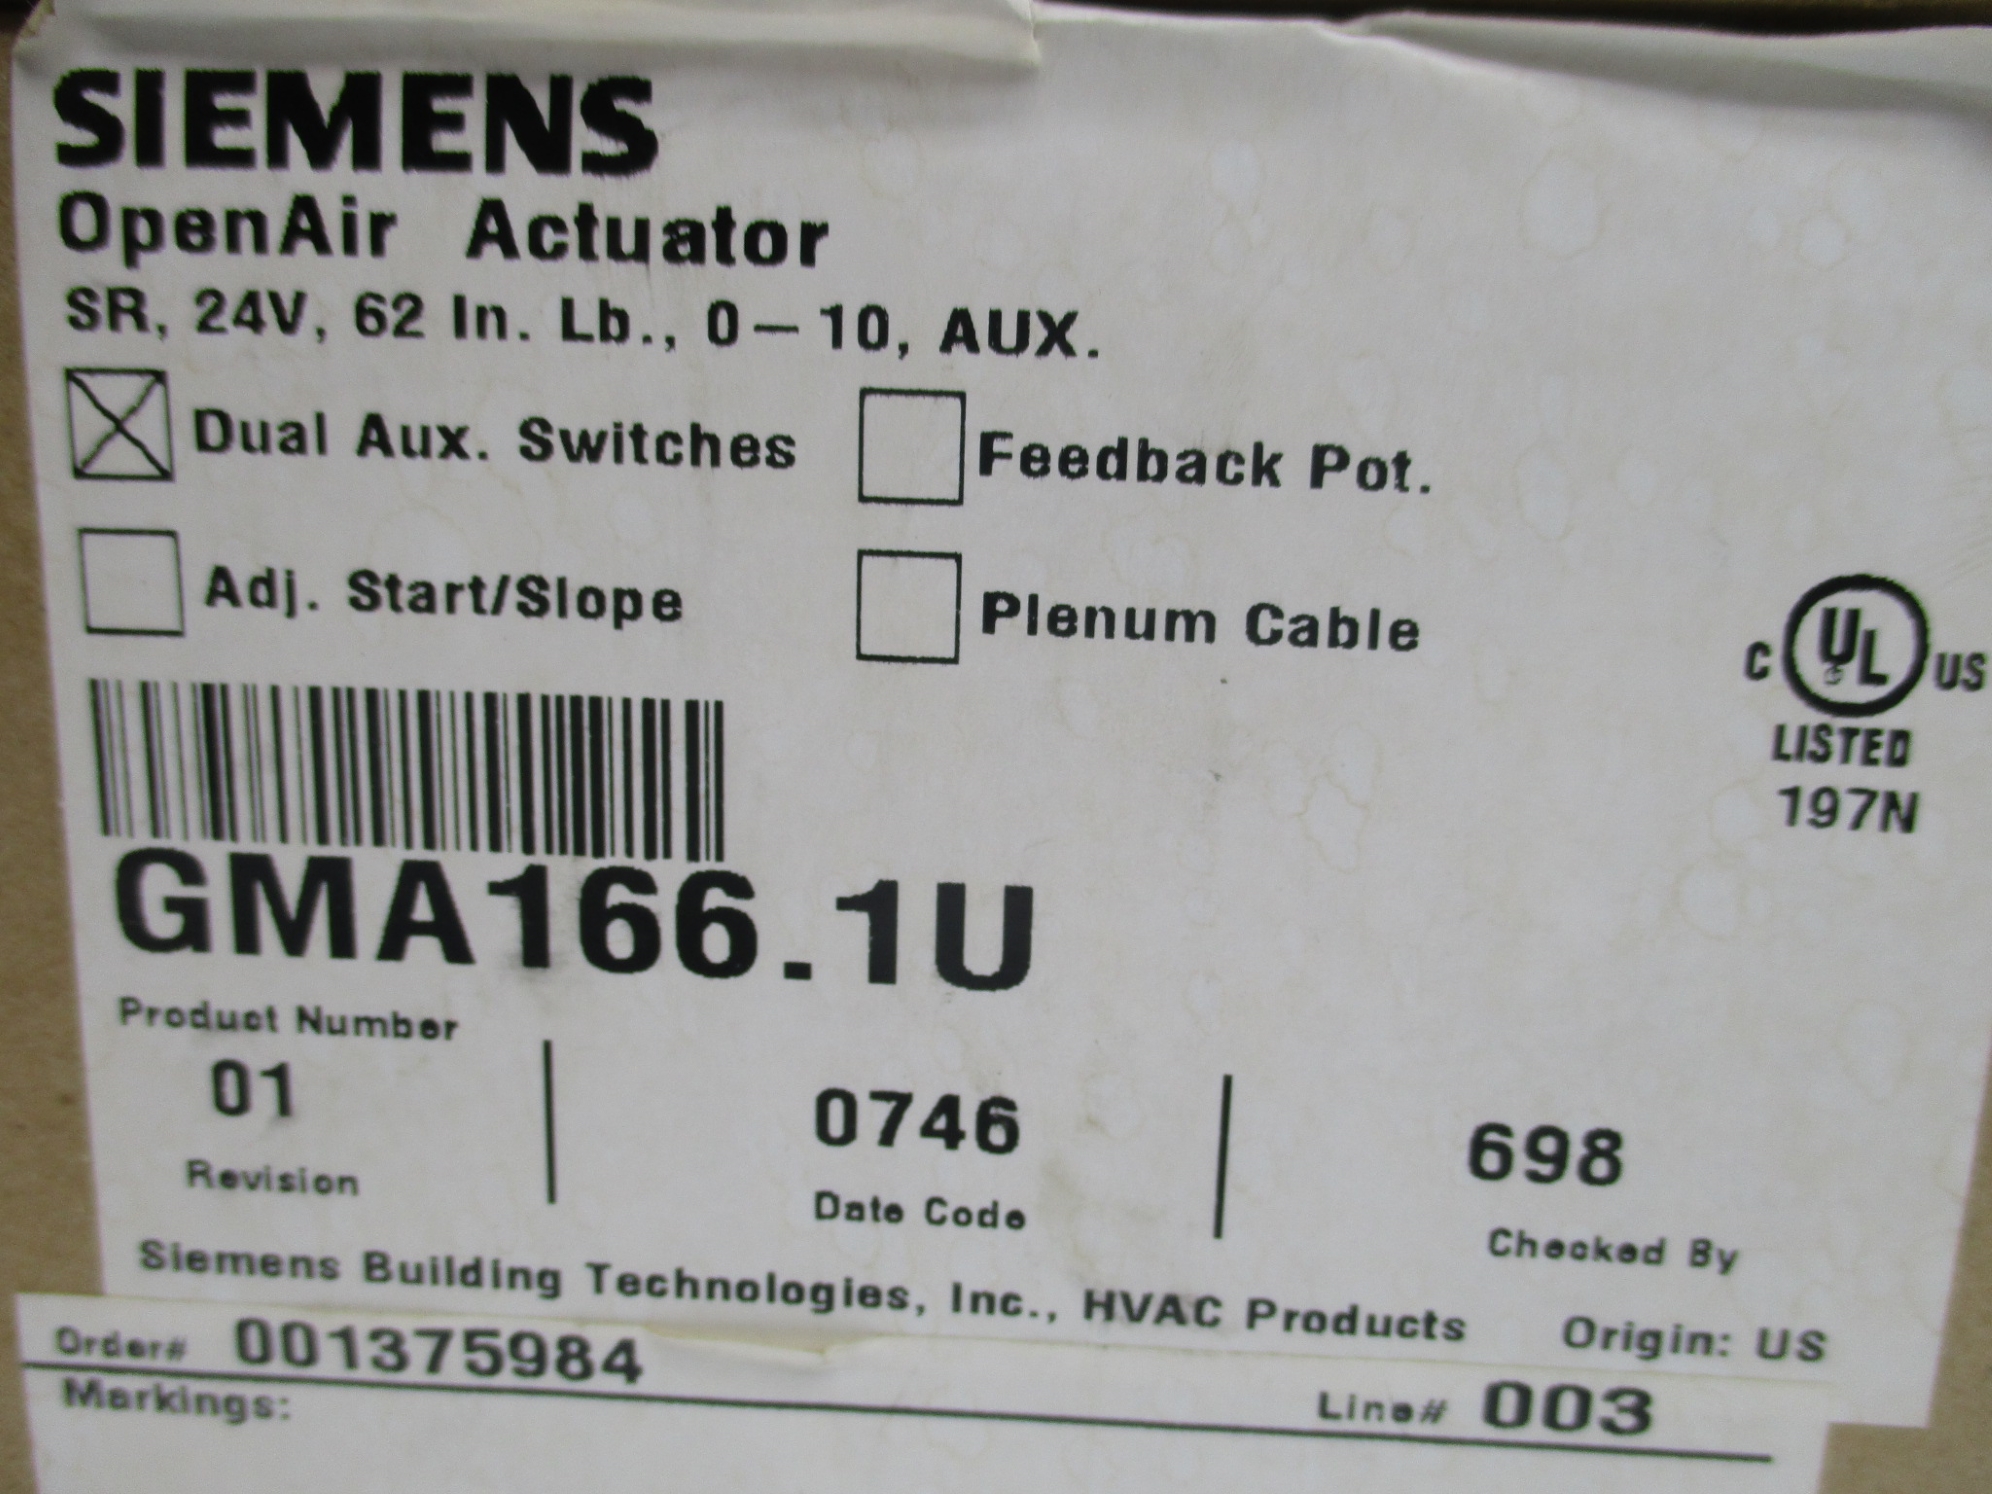 SIEMENS
OpenAir Actuator
SR, 24V, 62 In. Lb., 0-10, AUX.
Dual Aux. Switches Feedback Pot.
Adj. Start/Slope Plenum Cable
C UL US
LISTED
197N
GMA166.1U
Product Number
01 0746 698
Revision Date Code Checked By
Siemens Building Technologies, Inc., HVAC Products Origin: US
Order# 001375984 Line# 003
Markings: